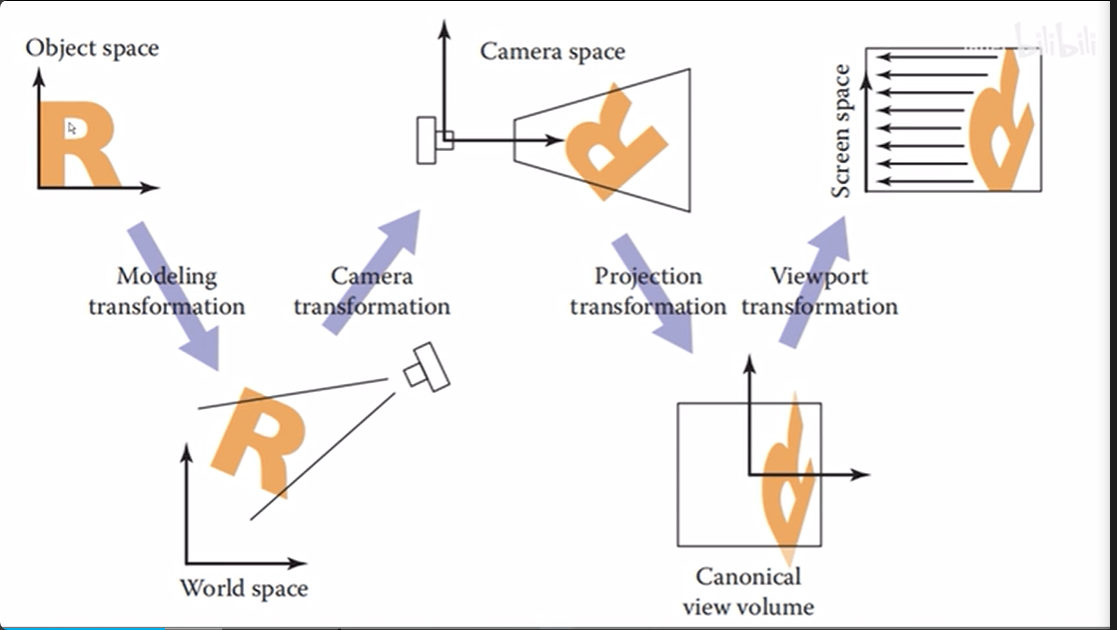 Object space
Camera space
Screen space
bilibili
Modeling
transformation
Camera
transformation
Projection
transformation
Viewport
transformation
World space
Canonical
view volume